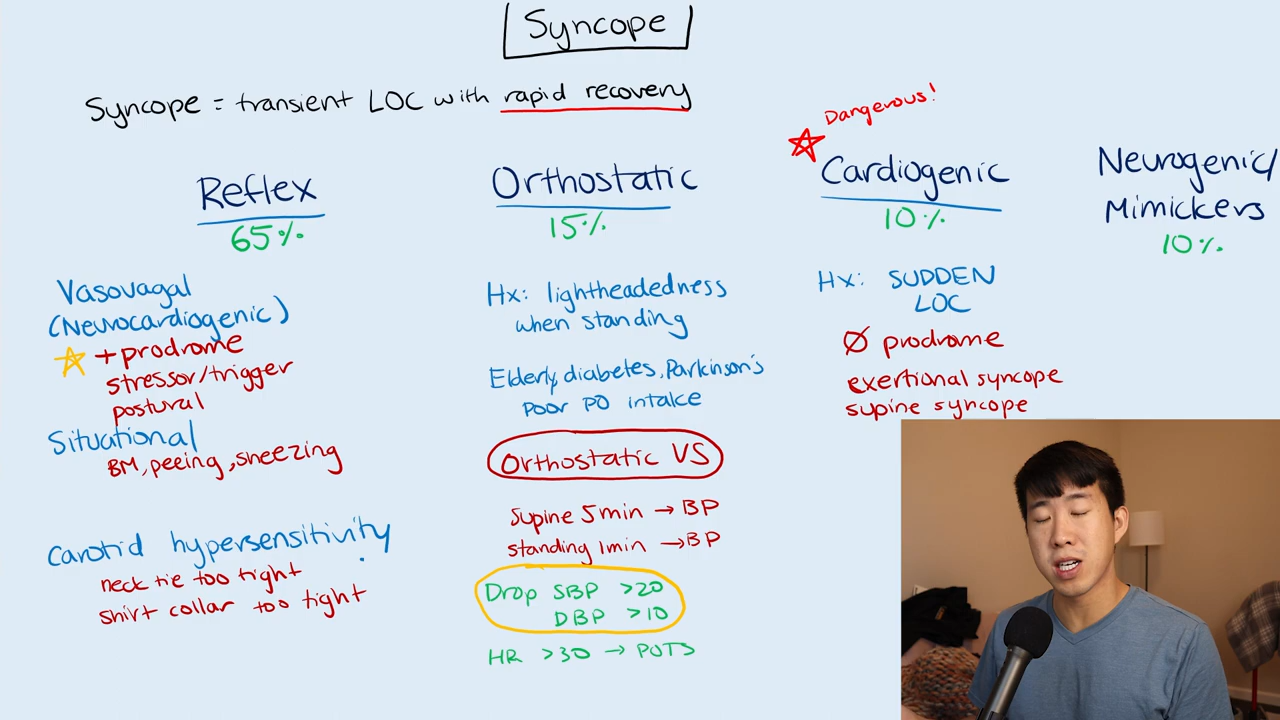 Syncope
Syncope = transient LOC with rapid recovery
Reflex
65%
Vasovagal
(Neurocardiogenic)
+ prodrome
stressor/trigger
postural
Situational
BM, peeing, sneezing
Carotid hypersensitivity
neck tie too tight
shirt collar too tight
Orthostatic
15%
Hx: lightheadedness
when standing
Elderly, diabetes, Parkinson's
Poor PO intake
Orthostatic VS
Supine 5min → BP
standing 1min → BP
Drop SBP >20
DBP >10
HR >30 → POTS
Dangerous!
Cardiogenic
10%
Hx: SUDDEN
LOC
Ø prodrome
exertional syncope
supine syncope
Neurogenic/
Mimickers
10%